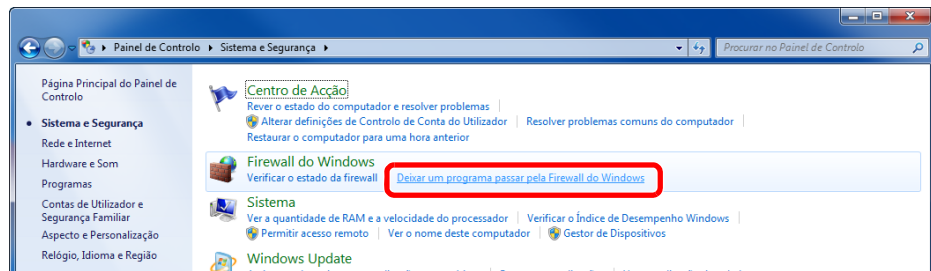 Painel de Controlo ▸ Sistema e Segurança ▸
Procurar no Painel de Controlo
Página Principal do Painel de
Controlo
Sistema e Segurança
Rede e Internet
Hardware e Som
Programas
Contas de Utilizador e
Segurança Familiar
Aspecto e Personalização
Relógio, Idioma e Região
Centro de Acção
Rever o estado do computador e resolver problemas
Alterar definições de Controlo de Conta do Utilizador Resolver problemas comuns do computador
Restaurar o computador para uma hora anterior
Firewall do Windows
Verificar o estado da firewall Deixar um programa passar pela Firewall do Windows
Sistema
Ver a quantidade de RAM e a velocidade do processador Verificar o Índice de Desempenho Windows
Permitir acesso remoto Ver o nome deste computador Gestor de Dispositivos
Windows Update